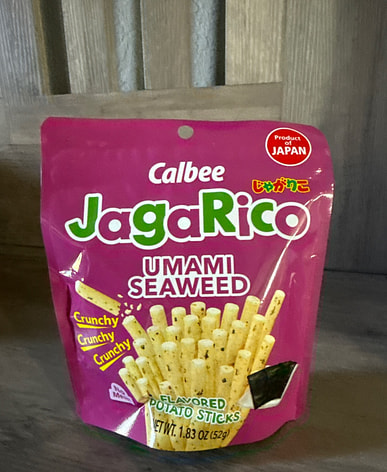 Product
of
JAPAN
Calbee
じゃがりこ
JagaRico
UMAMI
SEAWEED
Crunchy
Crunchy
Crunchy
FLAVORED
POTATO STICKS
NET WT. 1.83 OZ (52g)